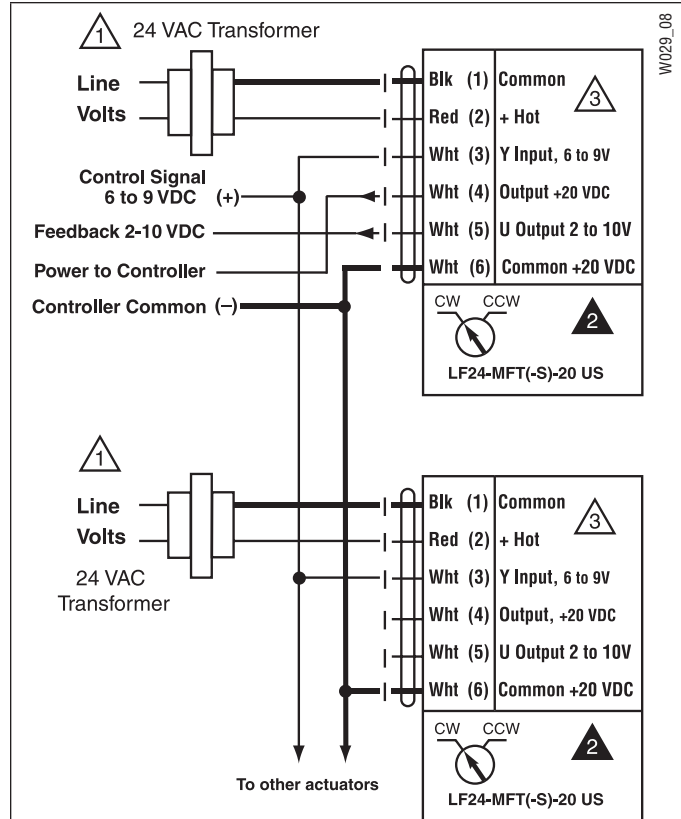 W029_08
1 24 VAC Transformer
Line
Volts
Blk (1) Common
3
Red (2) + Hot
Wht (3) Y Input, 6 to 9V
Wht (4) Output +20 VDC
Wht (5) U Output 2 to 10V
Wht (6) Common +20 VDC
Control Signal
6 to 9 VDC (+)
Feedback 2-10 VDC
Power to Controller
Controller Common (–)
CW CCW
2
LF24-MFT(-S)-20 US
1
Line
Volts
24 VAC
Transformer
Blk (1) Common
3
Red (2) + Hot
Wht (3) Y Input, 6 to 9V
Wht (4) Output, +20 VDC
Wht (5) U Output 2 to 10V
Wht (6) Common +20 VDC
CW CCW
2
LF24-MFT(-S)-20 US
To other actuators